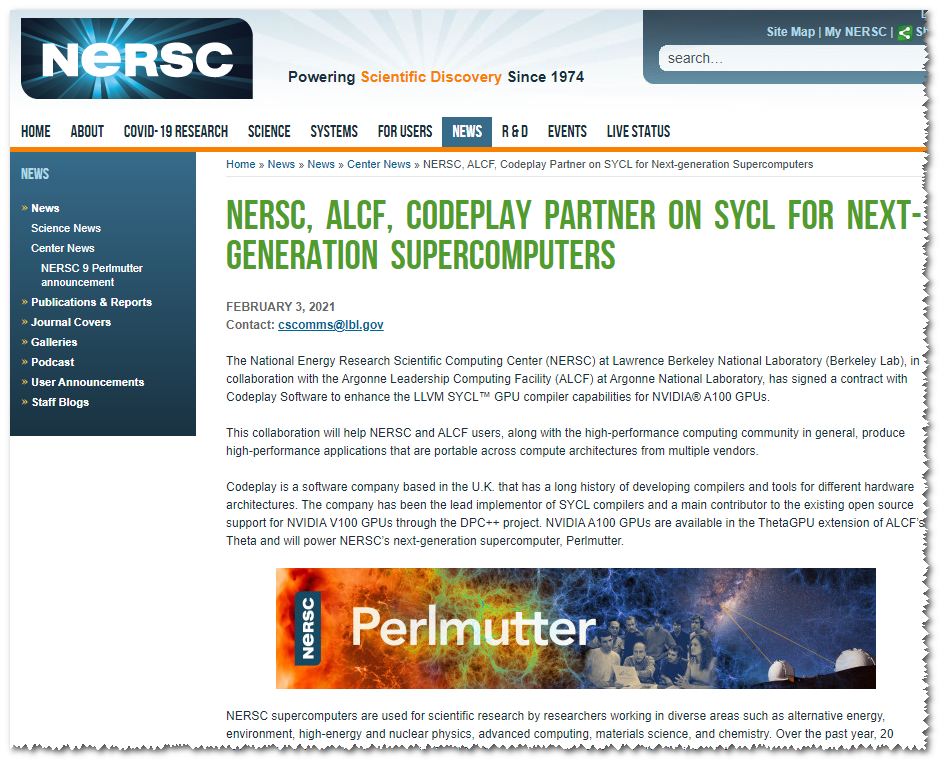 NERSC
Powering Scientific Discovery Since 1974
Site Map | My NERSC |
search...
HOME ABOUT COVID-19 RESEARCH SCIENCE SYSTEMS FOR USERS NEWS R & D EVENTS LIVE STATUS
NEWS
» News
Science News
Center News
NERSC 9 Perlmutter
announcement
» Publications & Reports
» Journal Covers
» Galleries
» Podcast
» User Announcements
» Staff Blogs
Home » News » News » Center News » NERSC, ALCF, Codeplay Partner on SYCL for Next-generation Supercomputers
NERSC, ALCF, CODEPLAY PARTNER ON SYCL FOR NEXT-
GENERATION SUPERCOMPUTERS
FEBRUARY 3, 2021
Contact: cscomms@lbl.gov
The National Energy Research Scientific Computing Center (NERSC) at Lawrence Berkeley National Laboratory (Berkeley Lab), in
collaboration with the Argonne Leadership Computing Facility (ALCF) at Argonne National Laboratory, has signed a contract with
Codeplay Software to enhance the LLVM SYCL™ GPU compiler capabilities for NVIDIA® A100 GPUs.
This collaboration will help NERSC and ALCF users, along with the high-performance computing community in general, produce
high-performance applications that are portable across compute architectures from multiple vendors.
Codeplay is a software company based in the U.K. that has a long history of developing compilers and tools for different hardware
architectures. The company has been the lead implementor of SYCL compilers and a main contributor to the existing open source
support for NVIDIA V100 GPUs through the DPC++ project. NVIDIA A100 GPUs are available in the ThetaGPU extension of ALCF's
Theta and will power NERSC's next-generation supercomputer, Perlmutter.
NERSC
Perlmutter
NERSC supercomputers are used for scientific research by researchers working in diverse areas such as alternative energy,
environment, high-energy and nuclear physics, advanced computing, materials science, and chemistry. Over the past year, 20